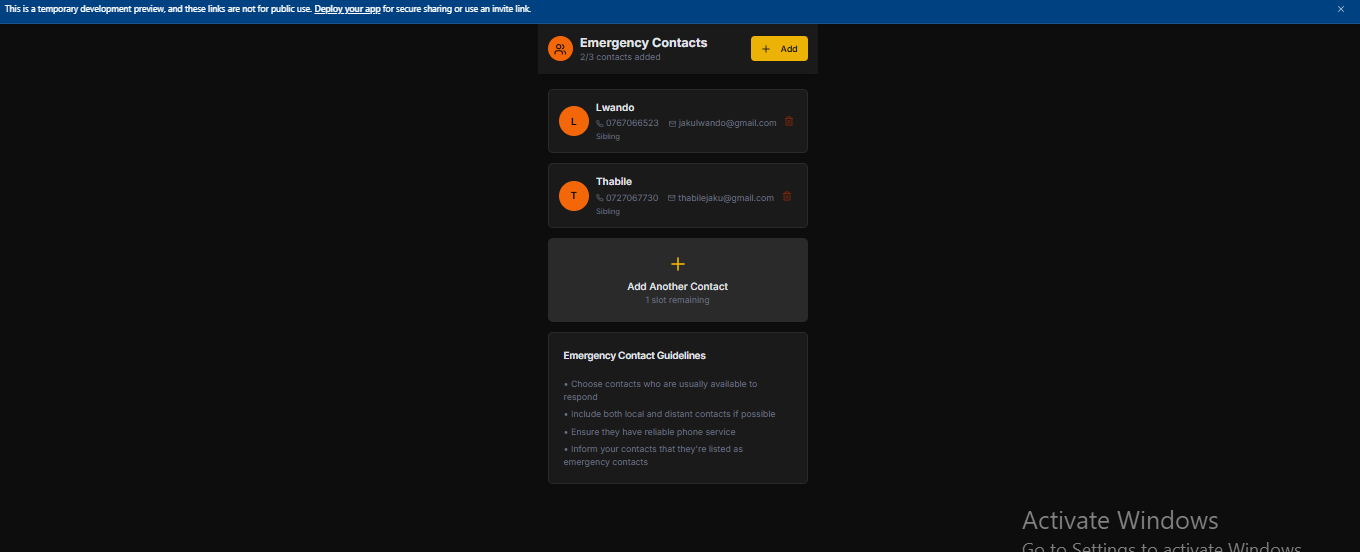 This is a temporary development preview, and these links are not for public use. Deploy your app for secure sharing or use an invite link.
Emergency Contacts
2/3 contacts added
+ Add
L
Lwando
0767066523 jakulwando@gmail.com
Sibling
T
Thabile
0727067730 thabilejaku@gmail.com
Sibling
Add Another Contact
1 slot remaining
Emergency Contact Guidelines
• Choose contacts who are usually available to
respond
• Include both local and distant contacts if possible
• Ensure they have reliable phone service
• Inform your contacts that they're listed as
emergency contacts
Activate Windows
Go to Settings to activate Windows.